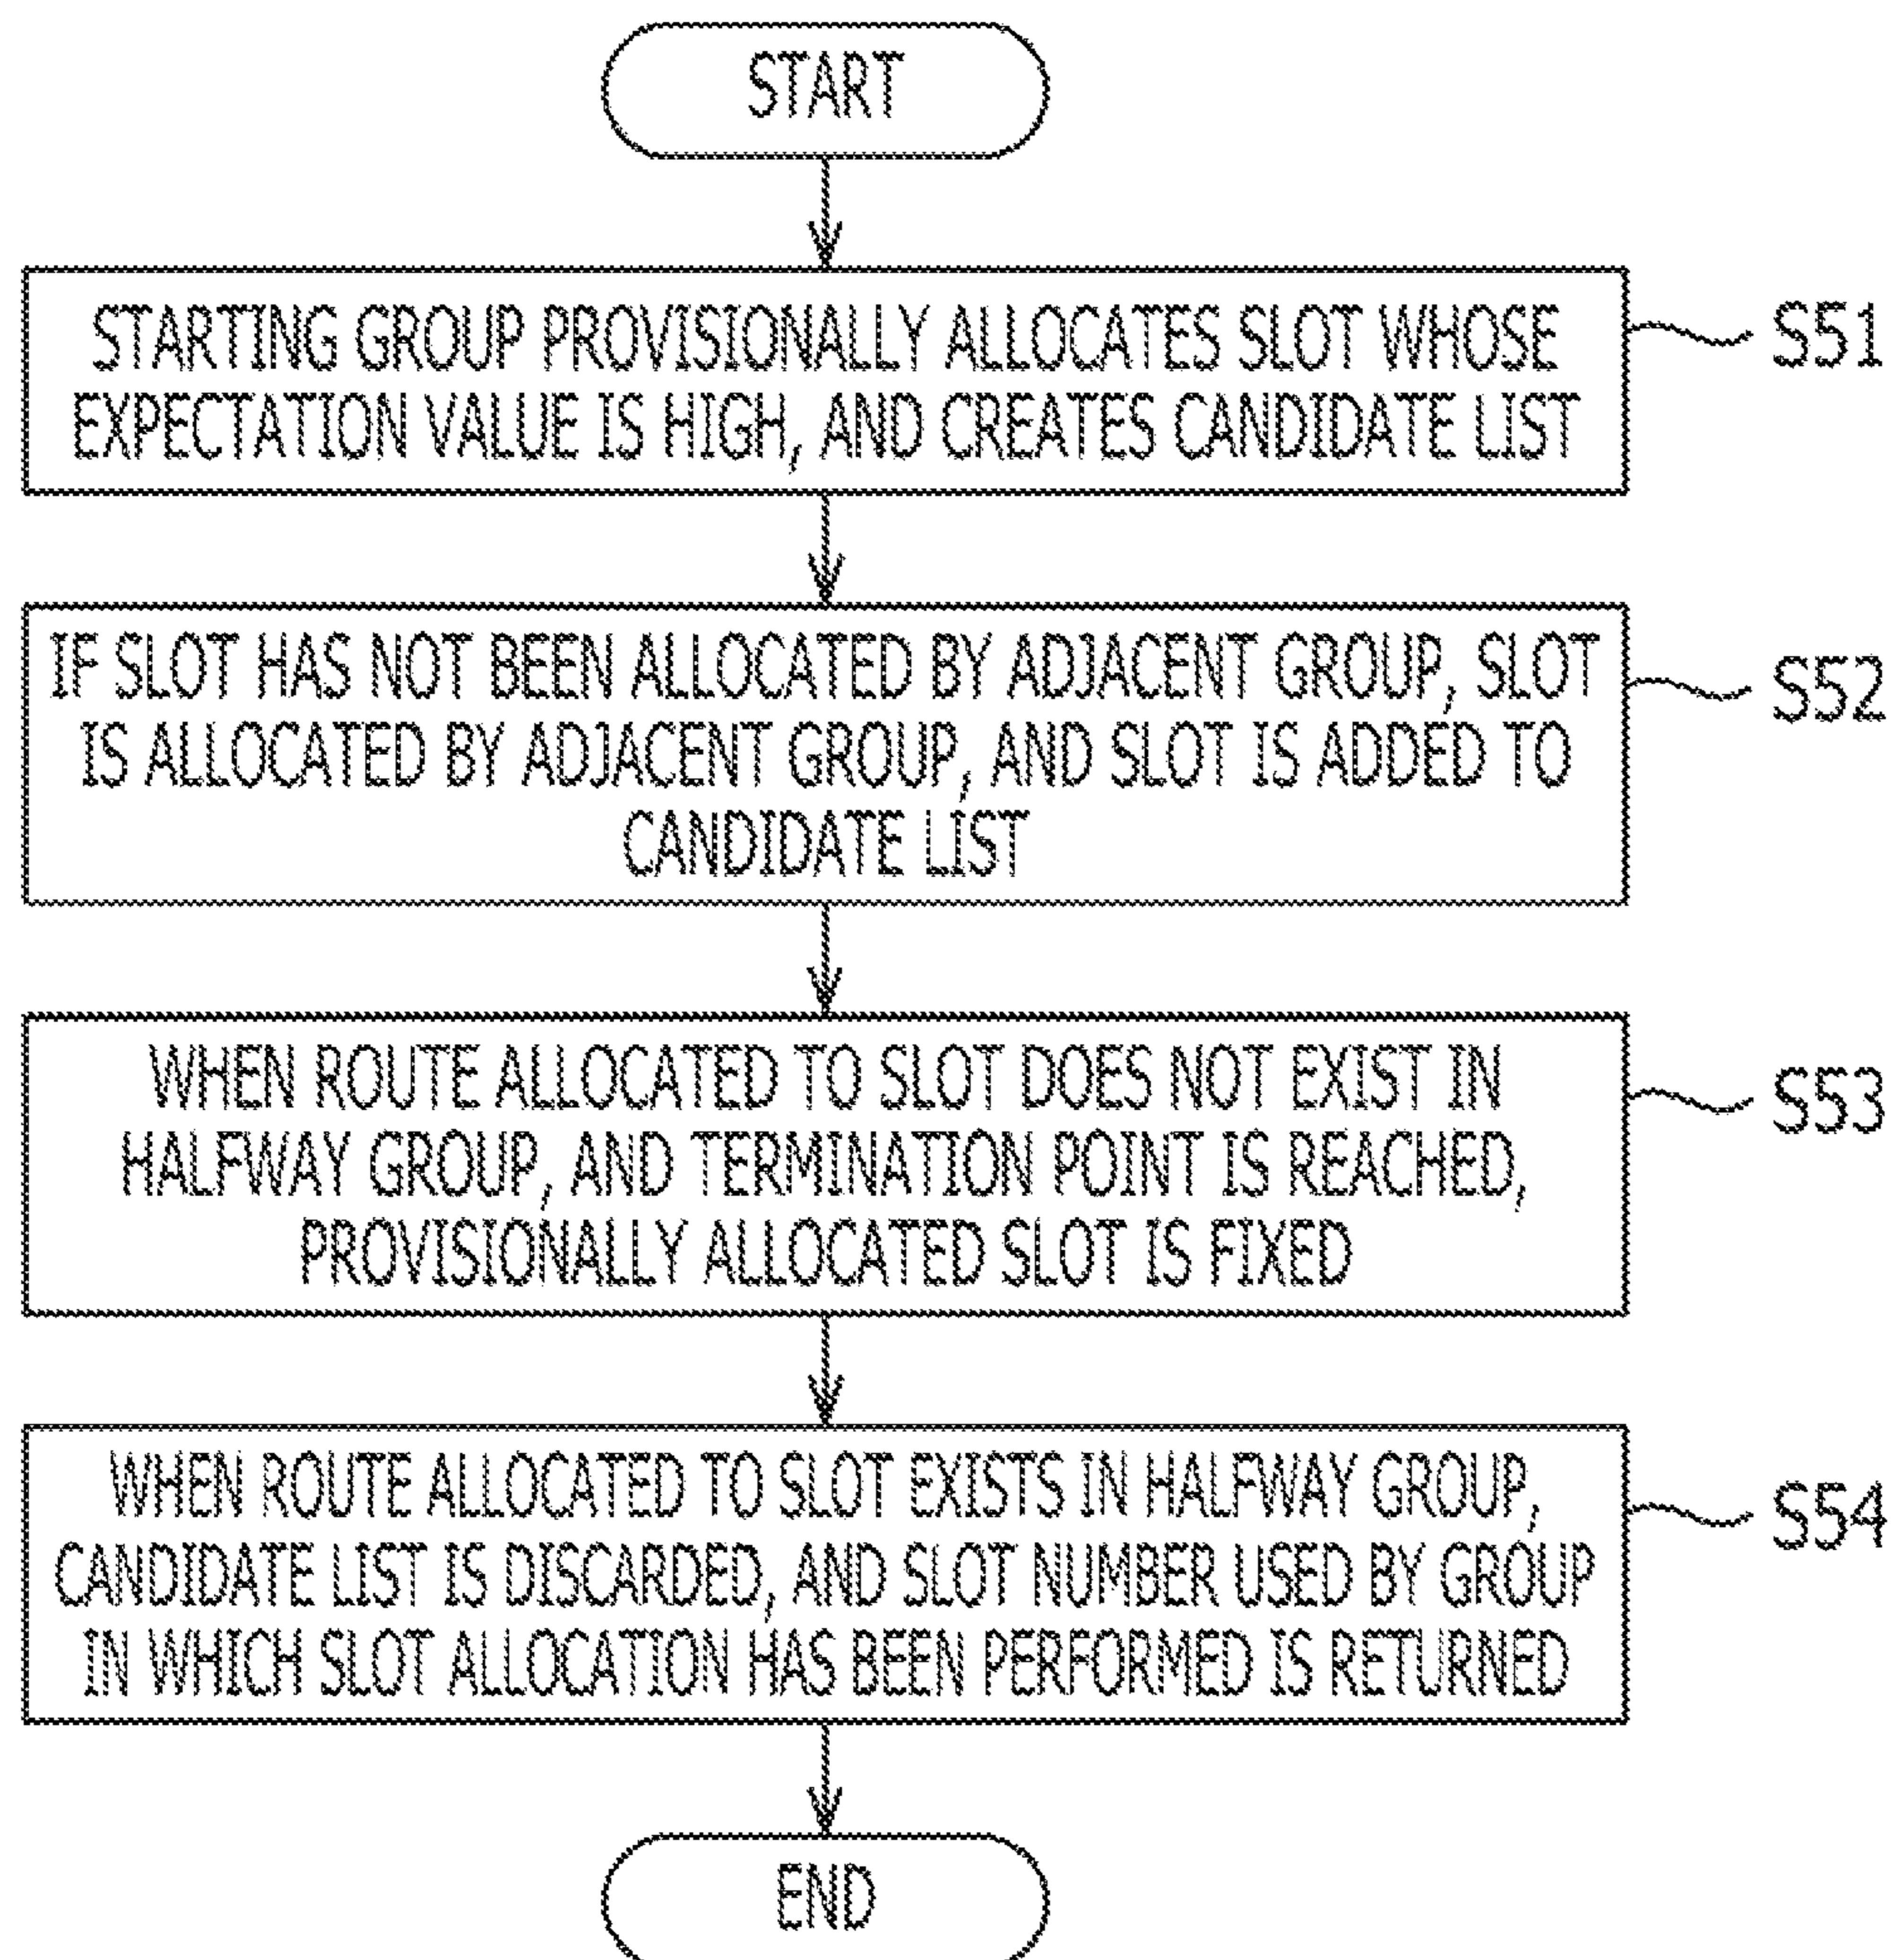 START
STARTING GROUP PROVISIONALLY ALLOCATES SLOT WHOSE
EXPECTATION VALUE IS HIGH, AND CREATES CANDIDATE LIST
S51
IF SLOT HAS NOT BEEN ALLOCATED BY ADJACENT GROUP, SLOT
IS ALLOCATED BY ADJACENT GROUP, AND SLOT IS ADDED TO
CANDIDATE LIST
S52
WHEN ROUTE ALLOCATED TO SLOT DOES NOT EXIST IN
HALFWAY GROUP, AND TERMINATION POINT IS REACHED,
PROVISIONALLY ALLOCATED SLOT IS FIXED
S53
WHEN ROUTE ALLOCATED TO SLOT EXISTS IN HALFWAY GROUP,
CANDIDATE LIST IS DISCARDED, AND SLOT NUMBER USED BY GROUP
IN WHICH SLOT ALLOCATION HAS BEEN PERFORMED IS RETURNED
S54
END